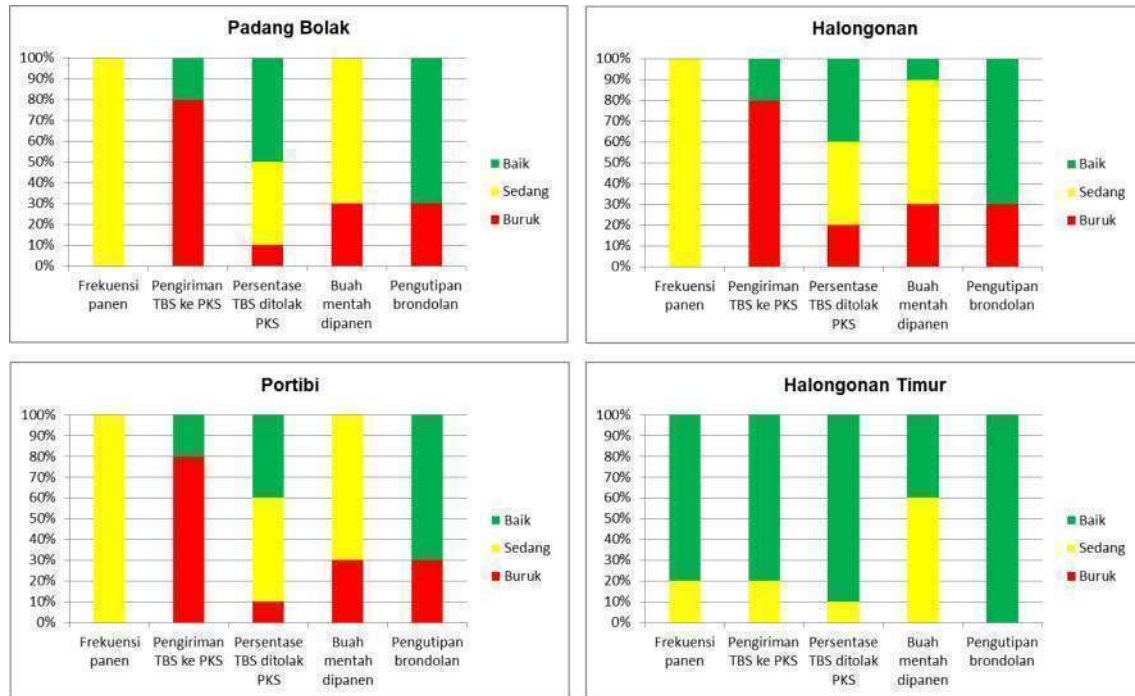 Padang Bolak
100%
90%
80%
70%
60%
50%
40%
30%
20%
10%
0%
Frekuensi panen
Pengiriman TBS ke PKS
Persentase TBS ditolak PKS
Buah mentah dipanen
Pengutipan brondolan
Baik
Sedang
Buruk
Halongonan
100%
90%
80%
70%
60%
50%
40%
30%
20%
10%
0%
Frekuensi panen
Pengiriman TBS ke PKS
Persentase TBS ditolak PKS
Buah mentah dipanen
Pengutipan brondolan
Baik
Sedang
Buruk
Portibi
100%
90%
80%
70%
60%
50%
40%
30%
20%
10%
0%
Frekuensi panen
Pengiriman TBS ke PKS
Persentase TBS ditolak PKS
Buah mentah dipanen
Pengutipan brondolan
Baik
Sedang
Buruk
Halongonan Timur
100%
90%
80%
70%
60%
50%
40%
30%
20%
10%
0%
Frekuensi panen
Pengiriman TBS ke PKS
Persentase TBS ditolak PKS
Buah mentah dipanen
Pengutipan brondolan
Baik
Sedang
Buruk